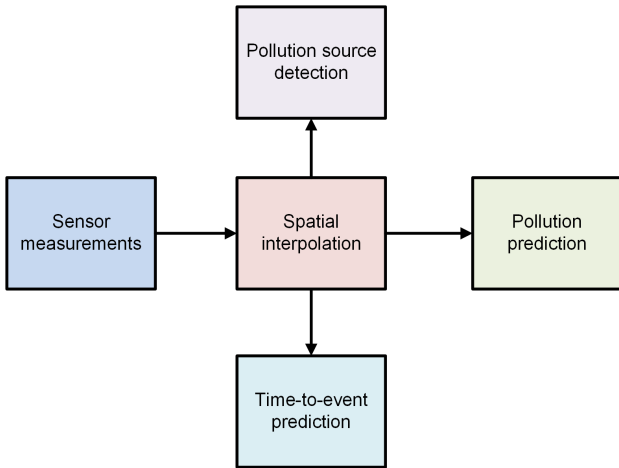 Pollution source
detection
Sensor
measurements
Spatial
interpolation
Pollution
prediction
Time-to-event
prediction